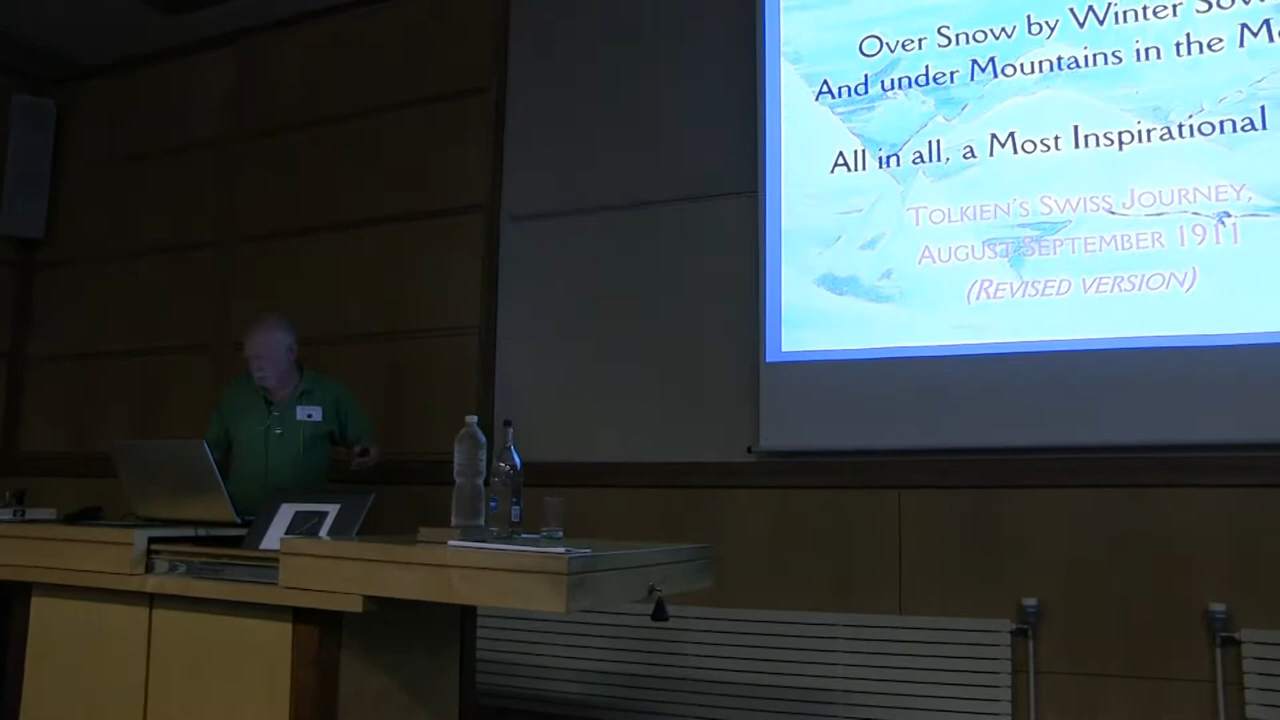 Over Snow by Winter
And under Mountains in the
All in all, a Most Inspirational
TOLKIEN'S SWISS JOURNEY,
AUGUST-SEPTEMBER 1911
(REVISED VERSION)